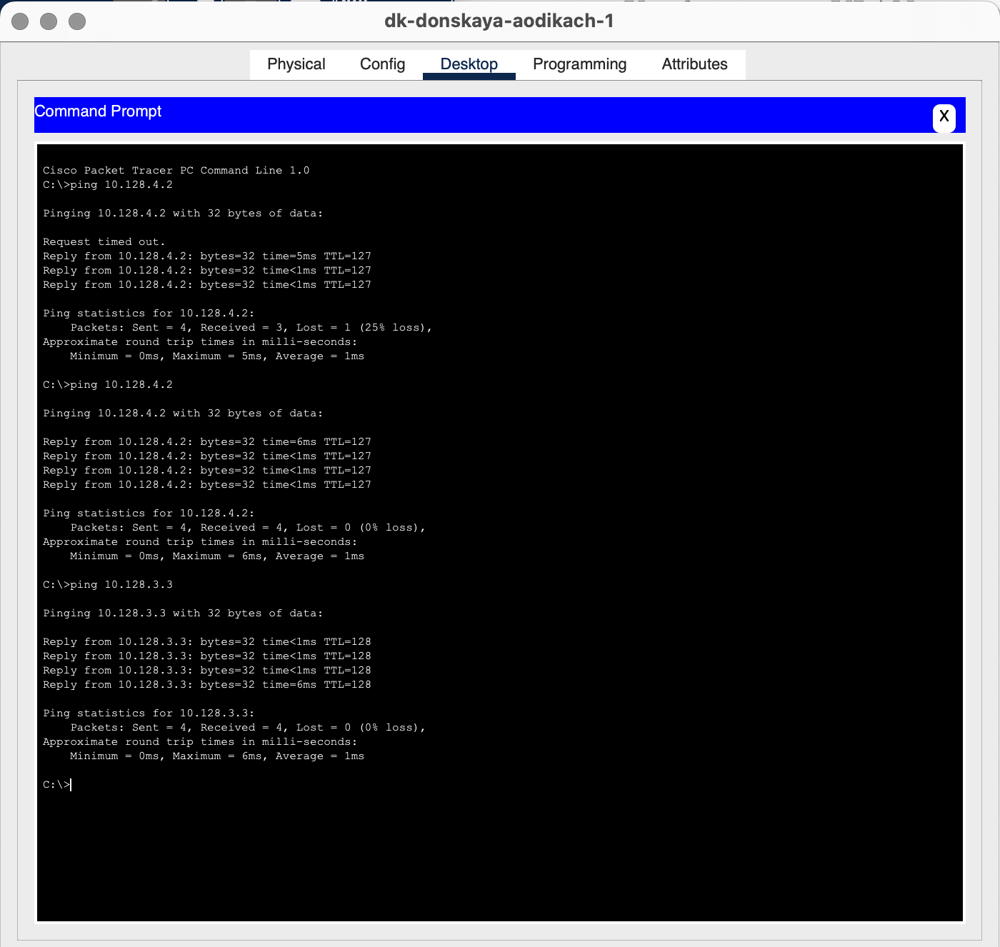 dk-donskaya-aodikach-1
Physical Config Desktop Programming Attributes
Command Prompt
X
Cisco Packet Tracer PC Command Line 1.0
C:\>ping 10.128.4.2
Pinging 10.128.4.2 with 32 bytes of data:
Request timed out.
Reply from 10.128.4.2: bytes=32 time=5ms TTL=127
Reply from 10.128.4.2: bytes=32 time<1ms TTL=127
Reply from 10.128.4.2: bytes=32 time<1ms TTL=127
Ping statistics for 10.128.4.2:
    Packets: Sent = 4, Received = 3, Lost = 1 (25% loss),
Approximate round trip times in milli-seconds:
    Minimum = 0ms, Maximum = 5ms, Average = 1ms
C:\>ping 10.128.4.2
Pinging 10.128.4.2 with 32 bytes of data:
Reply from 10.128.4.2: bytes=32 time=6ms TTL=127
Reply from 10.128.4.2: bytes=32 time<1ms TTL=127
Reply from 10.128.4.2: bytes=32 time<1ms TTL=127
Reply from 10.128.4.2: bytes=32 time<1ms TTL=127
Ping statistics for 10.128.4.2:
    Packets: Sent = 4, Received = 4, Lost = 0 (0% loss),
Approximate round trip times in milli-seconds:
    Minimum = 0ms, Maximum = 6ms, Average = 1ms
C:\>ping 10.128.3.3
Pinging 10.128.3.3 with 32 bytes of data:
Reply from 10.128.3.3: bytes=32 time<1ms TTL=128
Reply from 10.128.3.3: bytes=32 time<1ms TTL=128
Reply from 10.128.3.3: bytes=32 time<1ms TTL=128
Reply from 10.128.3.3: bytes=32 time=6ms TTL=128
Ping statistics for 10.128.3.3:
    Packets: Sent = 4, Received = 4, Lost = 0 (0% loss),
Approximate round trip times in milli-seconds:
    Minimum = 0ms, Maximum = 6ms, Average = 1ms
C:\>